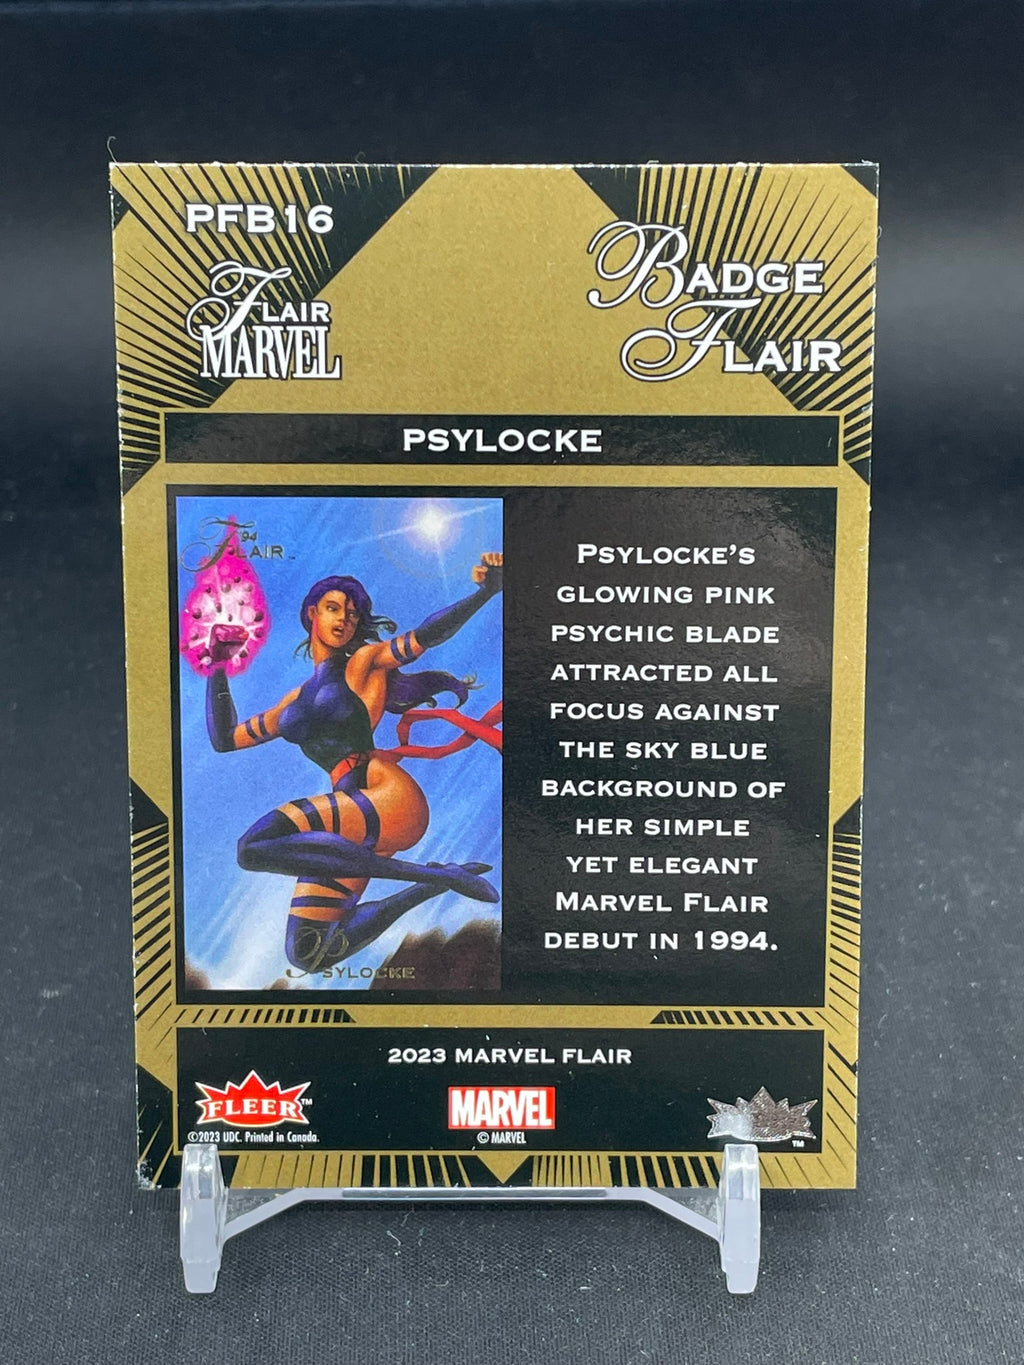 PFB16
FLAIR
MARVEL
BADGE
FLAIR
PSYLOCKE
94
FLAIR
PSYLOCKE
PSYLOCKE'S
GLOWING PINK
PSYCHIC BLADE
ATTRACTED ALL
FOCUS AGAINST
THE SKY BLUE
BACKGROUND OF
HER SIMPLE
YET ELEGANT
MARVEL FLAIR
DEBUT IN 1994.
2023 MARVEL FLAIR
FLEER™
©2023 UDC. Printed in Canada.
MARVEL
© MARVEL
™